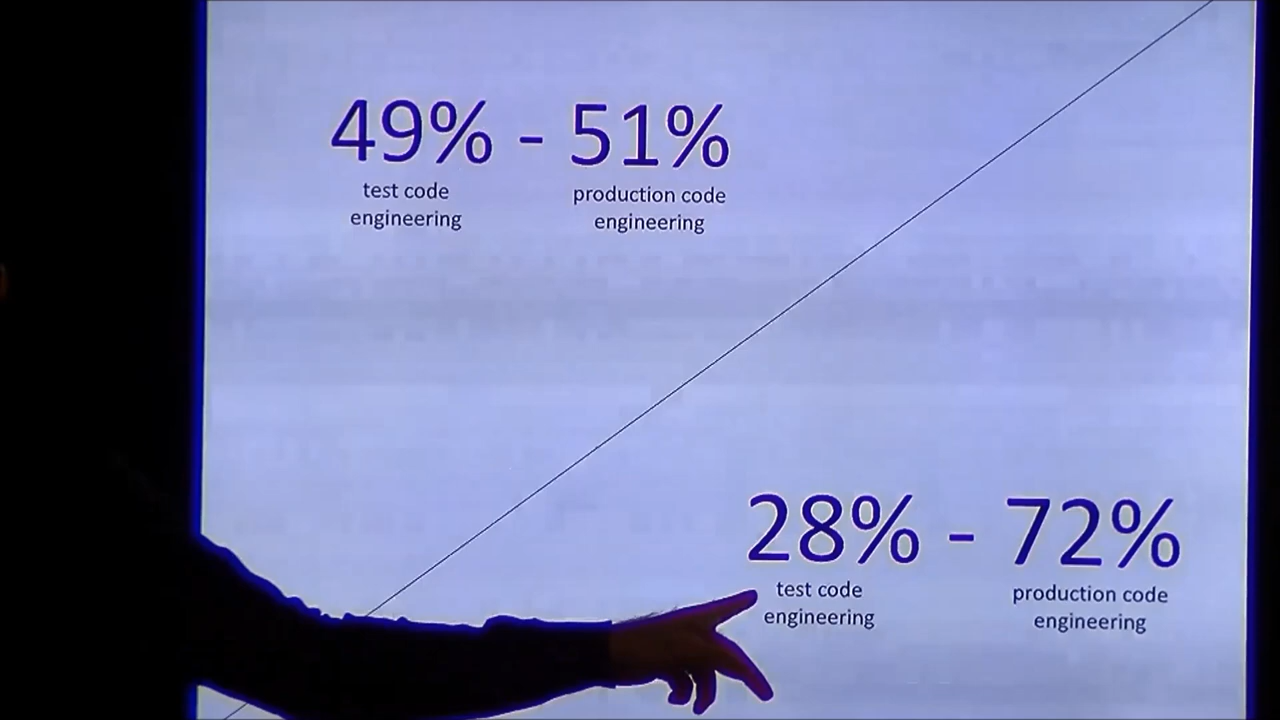 49% - 51%
test code
engineering
production code
engineering
28% - 72%
test code
engineering
production code
engineering